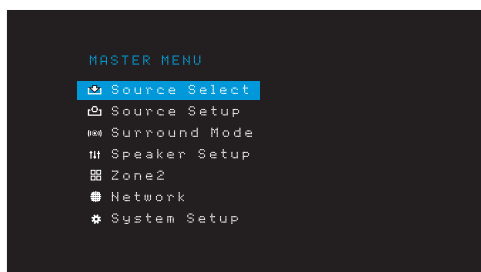 MASTER MENU
Source Select
Source Setup
Surround Mode
Speaker Setup
Zone2
Network
System Setup